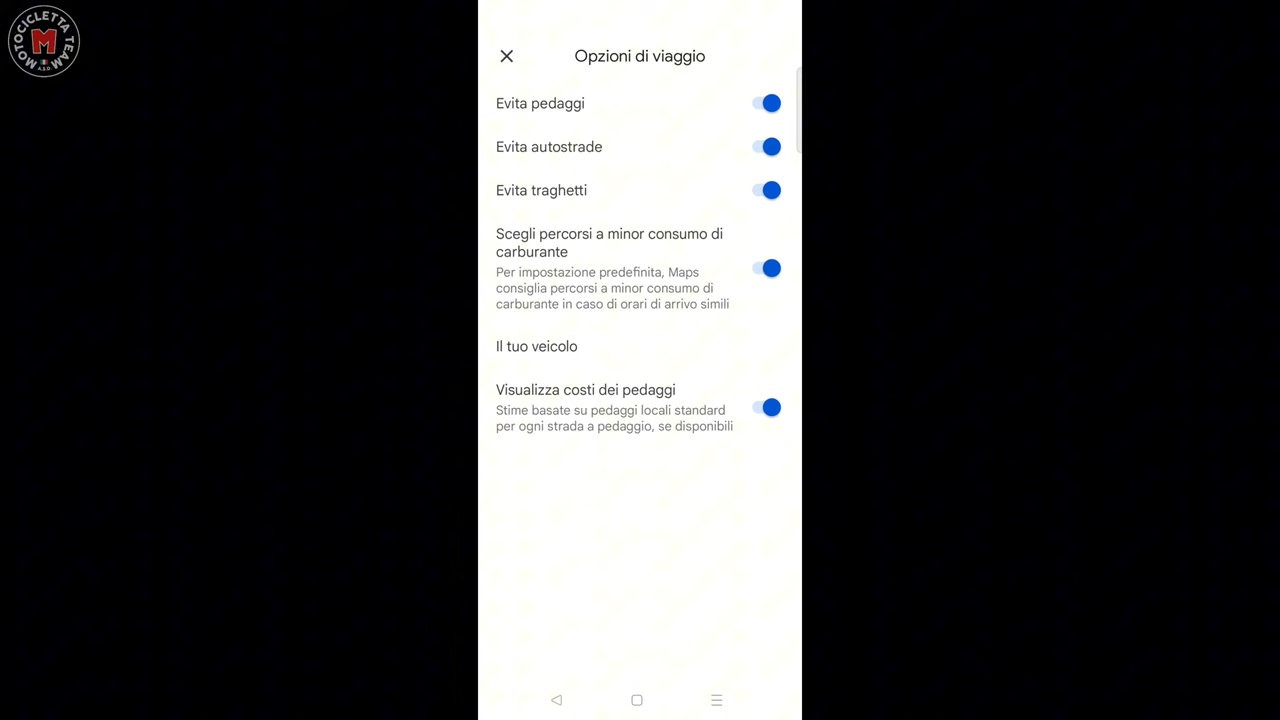 MOTOCICLETTA TEAM
M
A.S.D.
Opzioni di viaggio
Evita pedaggi
Evita autostrade
Evita traghetti
Scegli percorsi a minor consumo di
carburante
Per impostazione predefinita, Maps
consiglia percorsi a minor consumo di
carburante in caso di orari di arrivo simili
Il tuo veicolo
Visualizza costi dei pedaggi
Stime basate su pedaggi locali standard
per ogni strada a pedaggio, se disponibili